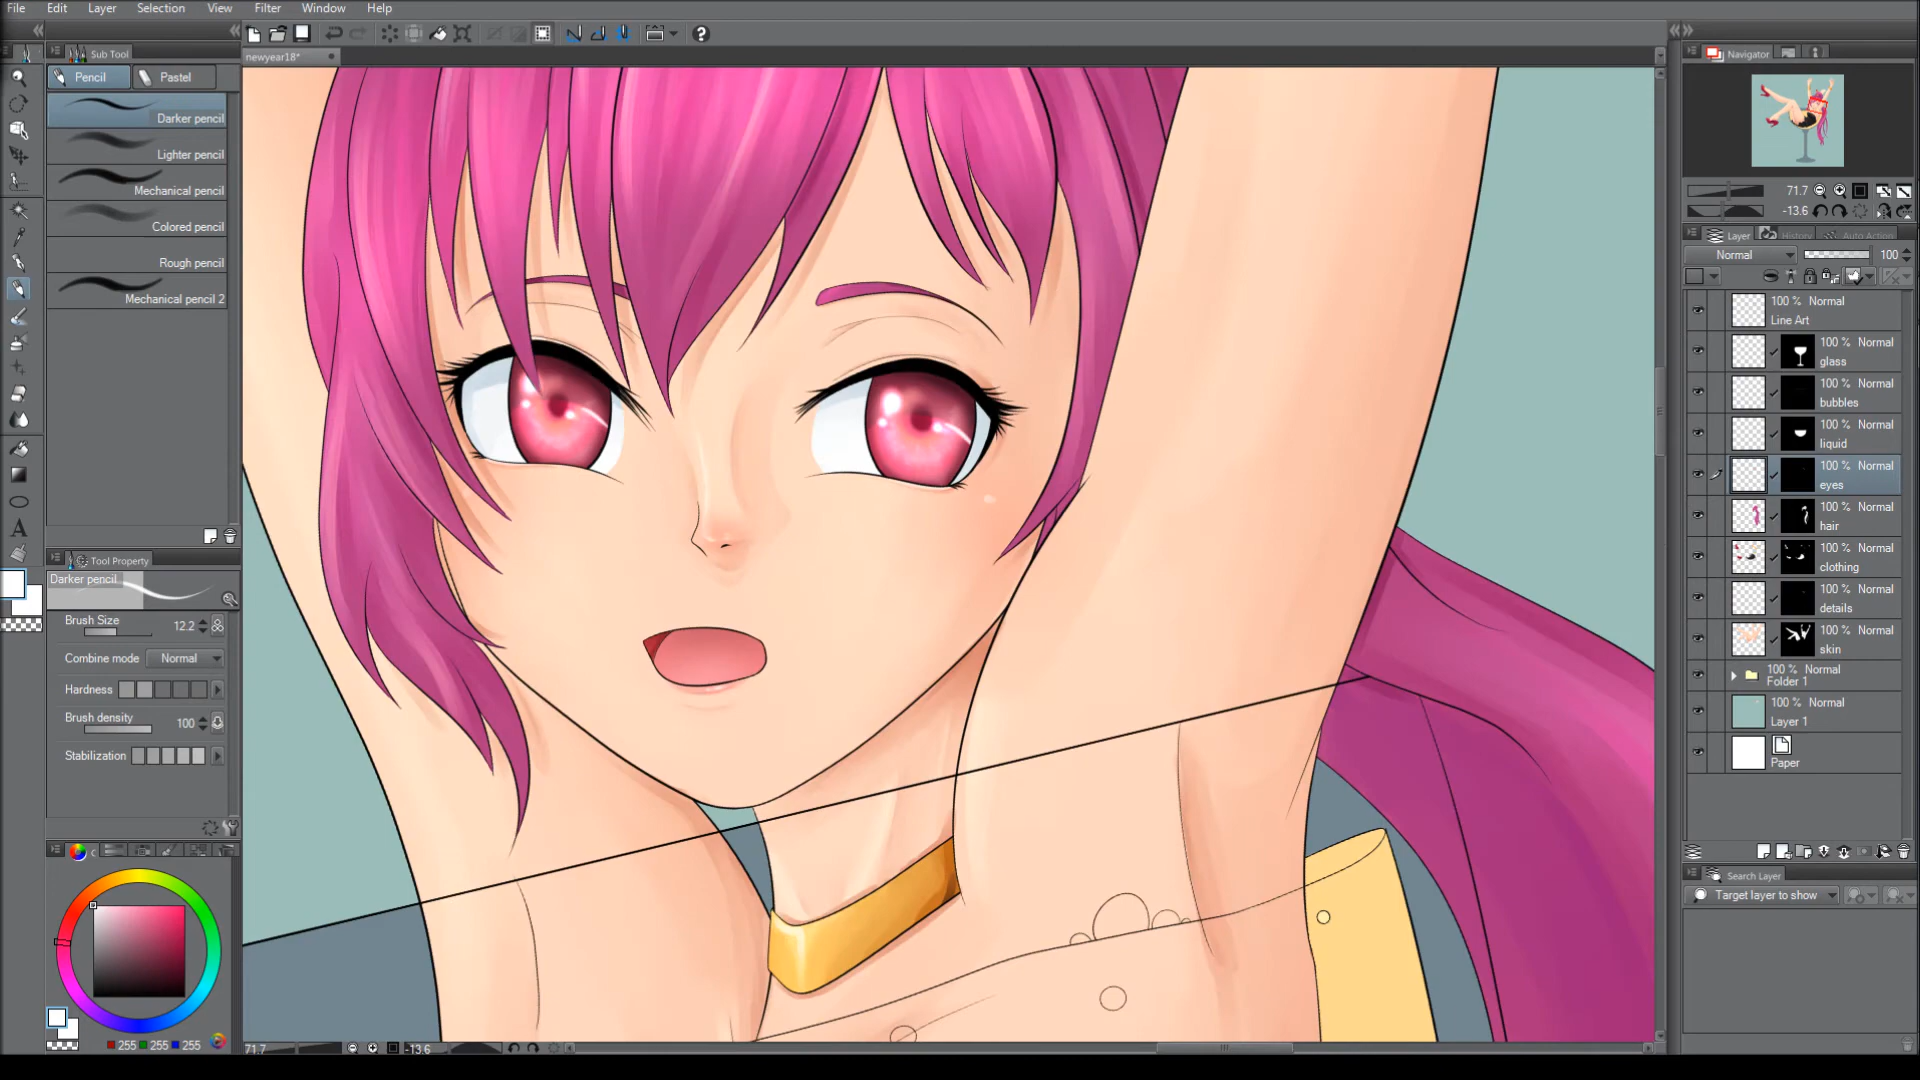 File Edit Layer Selection View Filter Window Help
Sub Tool
newyear18*
Navigator
Pencil Pastel
Darker pencil
Lighter pencil
Mechanical pencil
Colored pencil
Rough pencil
Mechanical pencil 2
71.7
-13.6
Layer History Auto Action
Normal 100
100 % Normal
Line Art
100 % Normal
glass
100 % Normal
bubbles
100 % Normal
liquid
100 % Normal
eyes
100 % Normal
hair
100 % Normal
clothing
100 % Normal
details
100 % Normal
skin
100 % Normal
Folder 1
100 % Normal
Layer 1
Paper
Tool Property
Darker pencil
Brush Size 12.2
Combine mode Normal
Hardness
Brush density 100
Stabilization
A
Search Layer
Target layer to show
255 255 255
71.7 -13.6